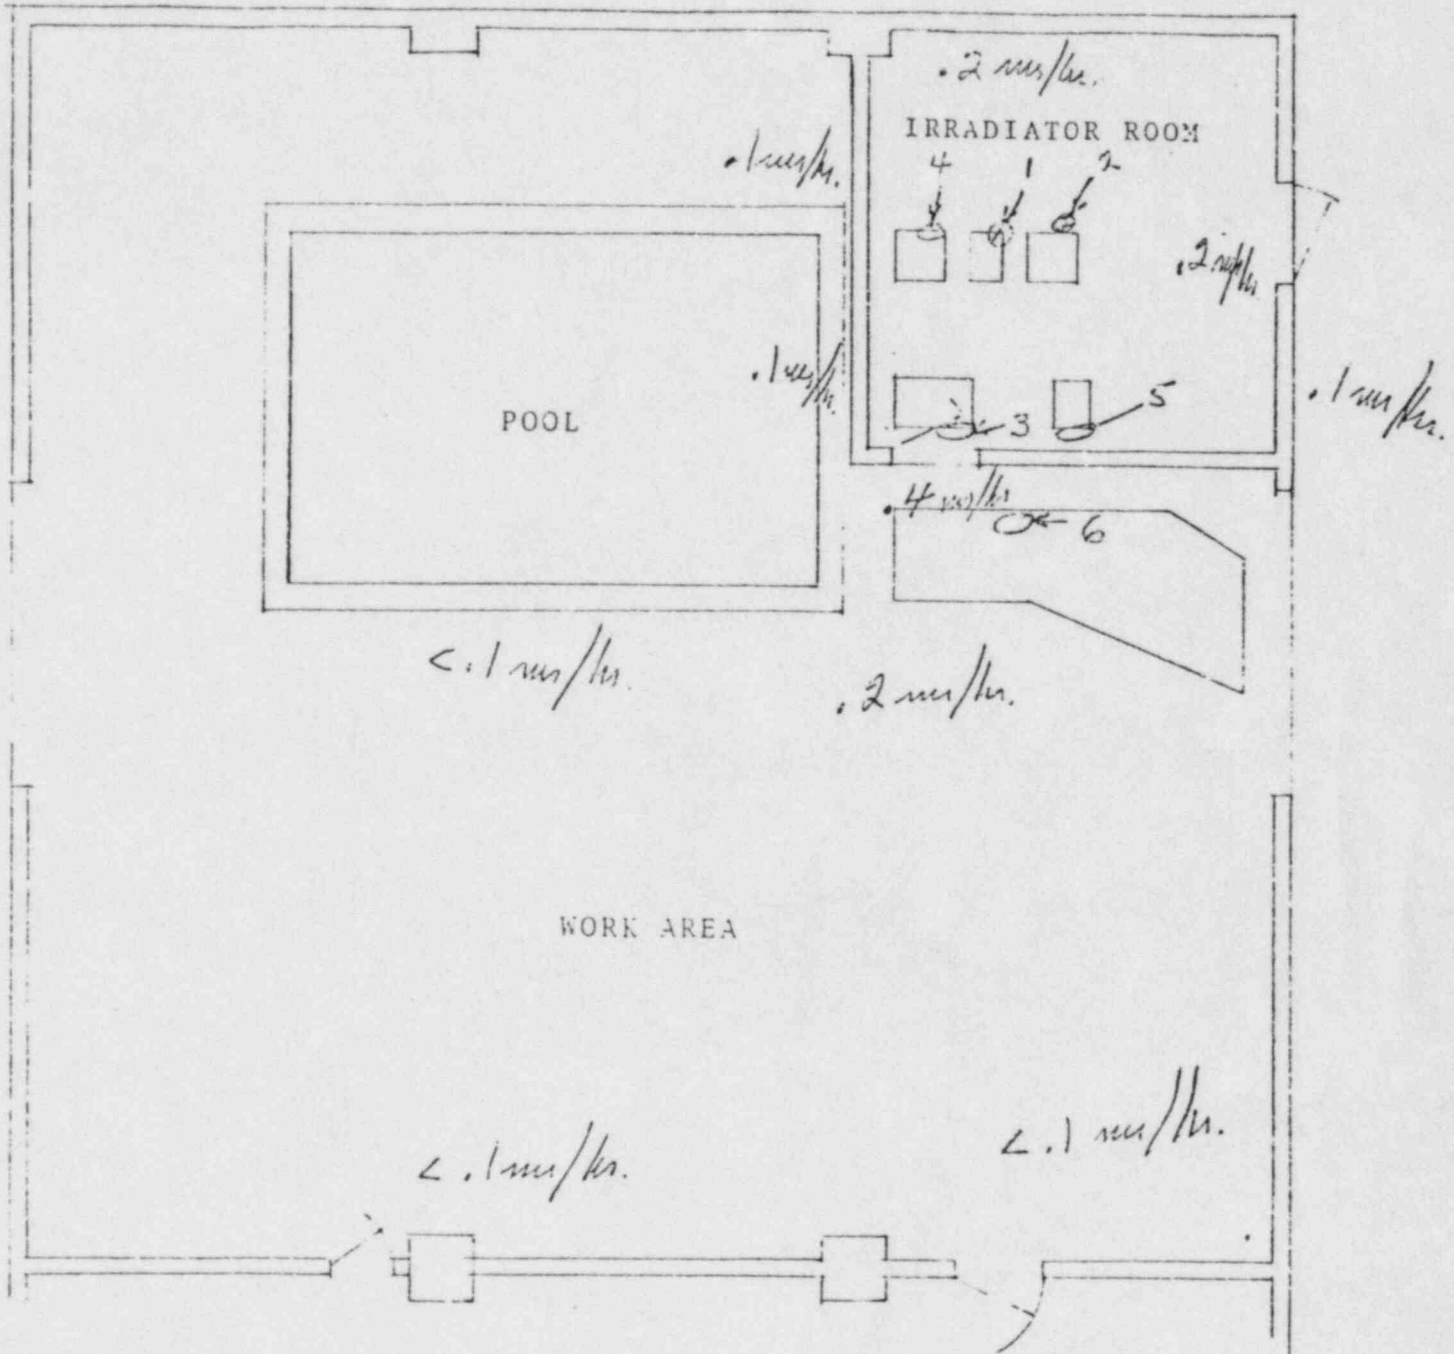 .2 mr/hr.
IRRADIATOR ROOM
.1 mr/hr.
4
1
2
.2 mr/hr
.1 mr/hr.
.1 mr/hr.
POOL
3
5
.4 mr/hr
6
<.1 mr/hr.
.2 mr/hr.
WORK AREA
<.1 mr/hr.
<.1 mr/hr.